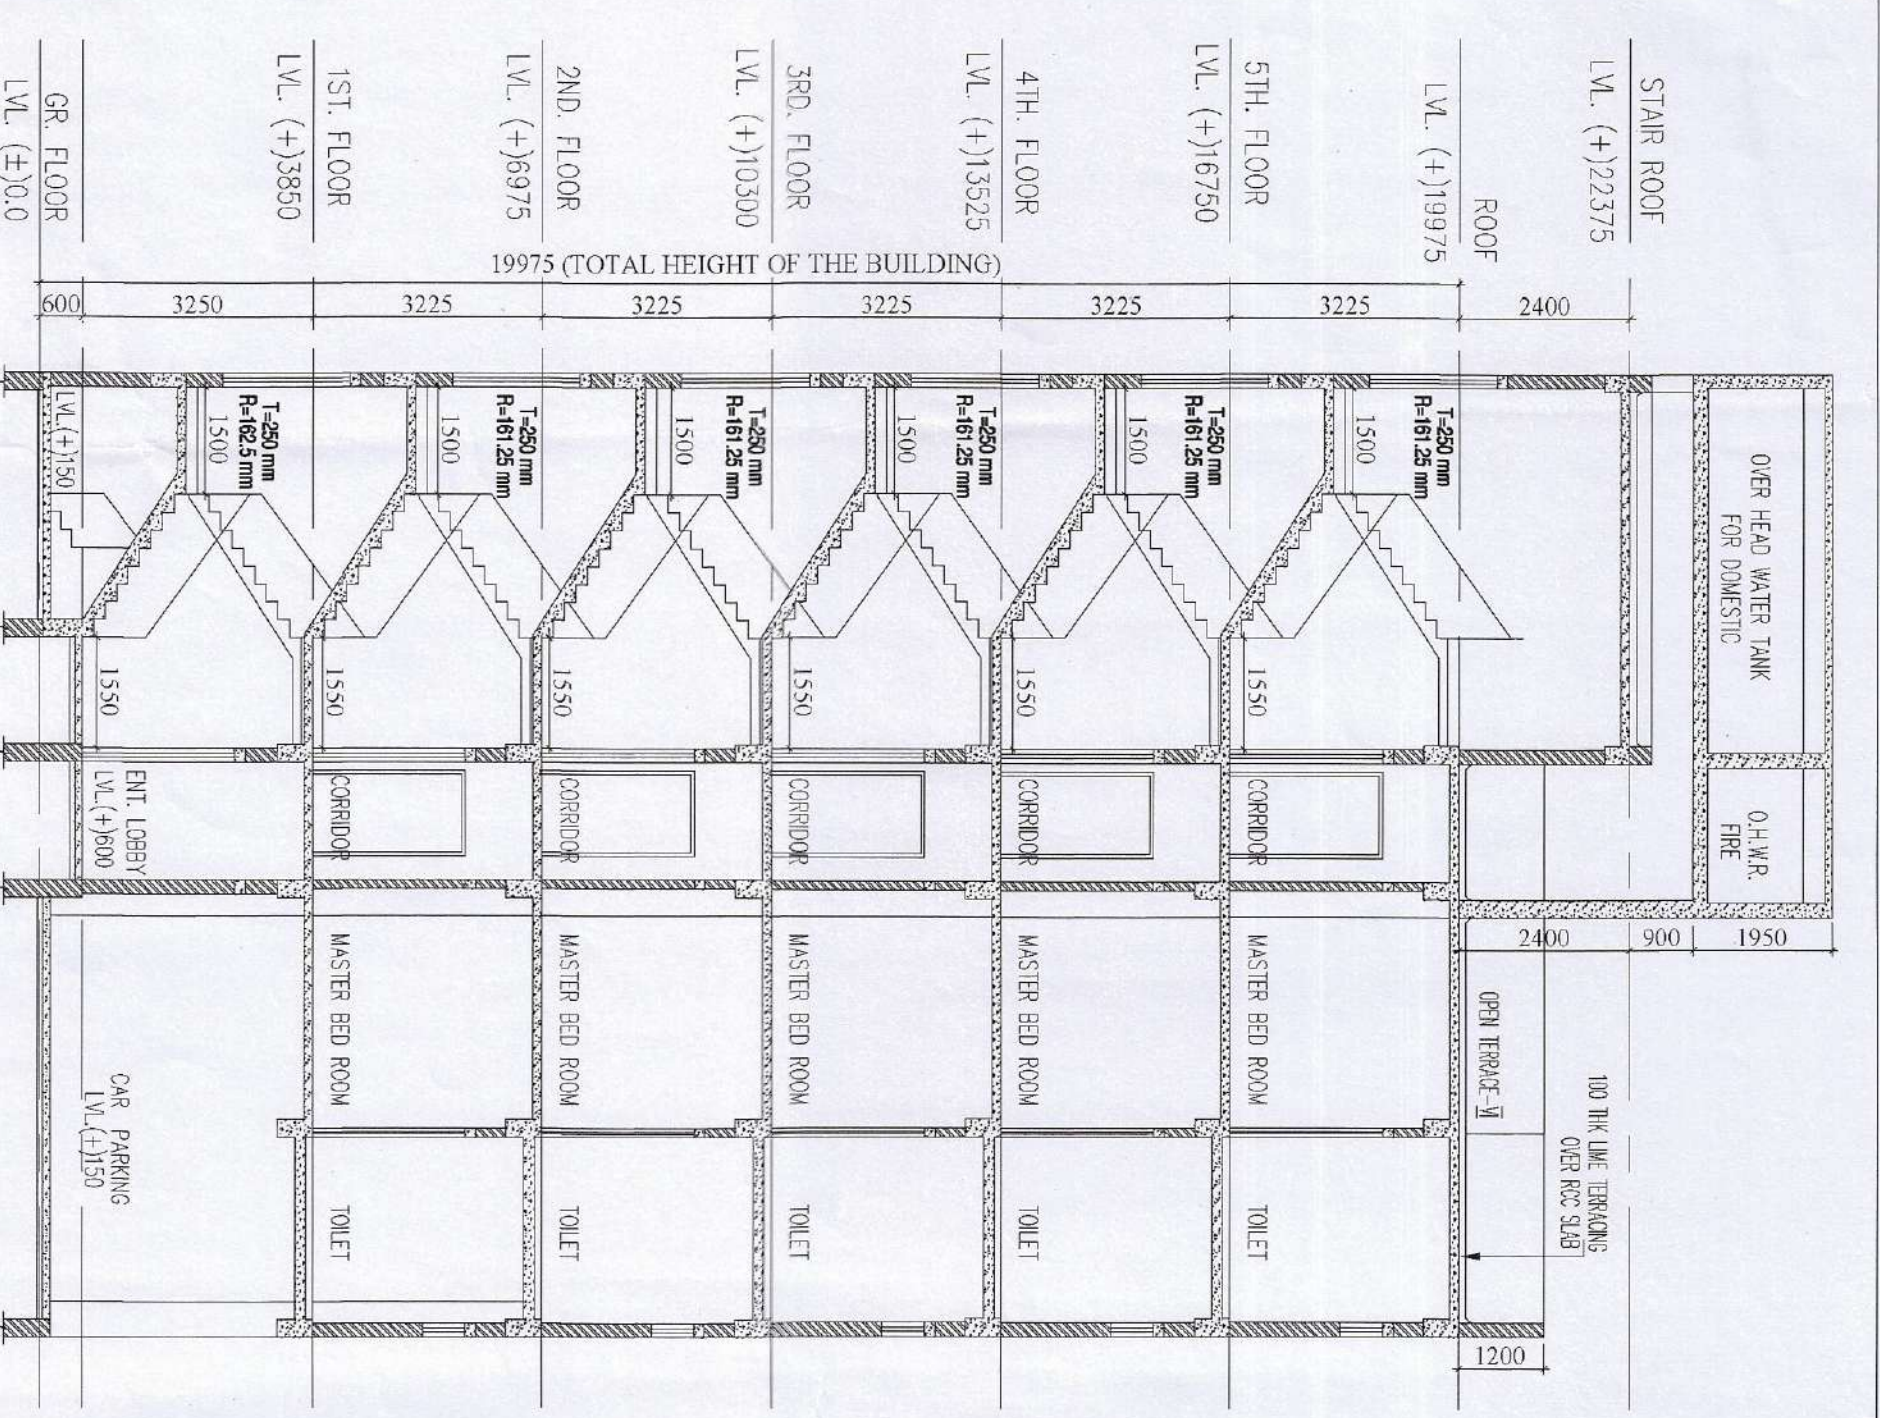 STAIR ROOF
LVL. (+)22375
ROOF
LVL. (+)19975
5TH. FLOOR
LVL. (+)16750
4TH. FLOOR
LVL. (+)13525
3RD. FLOOR
LVL. (+)10300
2ND. FLOOR
LVL. (+)6975
1ST. FLOOR
LVL. (+)3850
GR. FLOOR
LVL. (±)0.0
19975 (TOTAL HEIGHT OF THE BUILDING)
600
3250
3225
3225
3225
3225
3225
2400
OVER HEAD WATER TANK
FOR DOMESTIC
O.H.W.R.
FIRE
2400
900
1950
100 THK LIME TERRACING
OVER RCC SLAB
OPEN TERRACE-VI
1200
T=250 mm
R=161.25 mm
1500
1550
CORRIDOR
MASTER BED ROOM
TOILET
T=250 mm
R=161.25 mm
1500
1550
CORRIDOR
MASTER BED ROOM
TOILET
T=250 mm
R=161.25 mm
1500
1550
CORRIDOR
MASTER BED ROOM
TOILET
T=250 mm
R=161.25 mm
1500
1550
CORRIDOR
MASTER BED ROOM
TOILET
T=250 mm
R=161.25 mm
1500
1550
CORRIDOR
MASTER BED ROOM
TOILET
T=250 mm
R=162.5 mm
1500
1550
LVL.(+)150
ENT. LOBBY
LVL.(+)600
CAR PARKING
LVL.(+)150